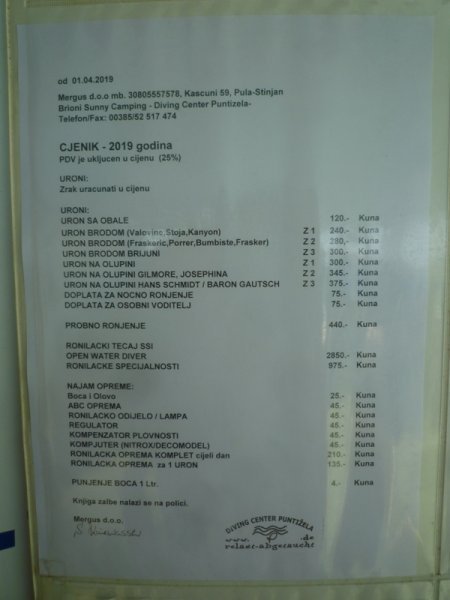 od 01.04.2019
Mergus d.o.o mb. 30805557578, Kascuni 59, Pula-Stinjan
Brioni Sunny Camping - Diving Center Puntizela-
Telefon/Fax: 00385/52 517 474
CJENIK - 2019 godina
PDV je ukljucen u cijenu (25%)
URONI:
Zrak uracunati u cijenu
URONI:
URON SA OBALE 120.- Kuna
URON BRODOM (Valovine,Stoja,Kanyon) Z 1 240.- Kuna
URON BRODOM (Fraskeric,Porrer,Bumbiste,Frasker) Z 2 280,- Kuna
URON BRODOM BRIJUNI Z 3 300.- Kuna
URON NA OLUPINI Z 1 300.- Kuna
URON NA OLUPINI GILMORE, JOSEPHINA Z 2 345.- Kuna
URON NA OLUPINI HANS SCHMIDT / BARON GAUTSCH Z 3 375.- Kuna
DOPLATA ZA NOCNO RONJENJE 75.- Kuna
DOPLATA ZA OSOBNI VODITELJ 75.- Kuna
PROBNO RONJENJE 440.- Kuna
RONILACKI TECAJ SSI
OPEN WATER DIVER 2850.- Kuna
RONILACKE SPECIJALNOSTI 975.- Kuna
NAJAM OPREME:
Boca i Olovo 25.- Kuna
ABC OPREMA 45.- Kuna
RONILACKO ODIJELO / LAMPA 45.- Kuna
REGULATOR 45.- Kuna
KOMPENZATOR PLOVNOSTI 45.- Kuna
KOMPJUTER (NITROX/DECOMODEL) 45.- Kuna
RONILACKA OPREMA KOMPLET cijeli dan 210.- Kuna
RONILACKA OPREMA za 1 URON 135.- Kuna
PUNJENJE BOCA 1 Ltr. 4.- Kuna
Knjiga zalbe nalazi se na polici.
Mergus d.o.o.
DIVING CENTER PUNTIŽELA
www. .de
relaxt-abgetaucht